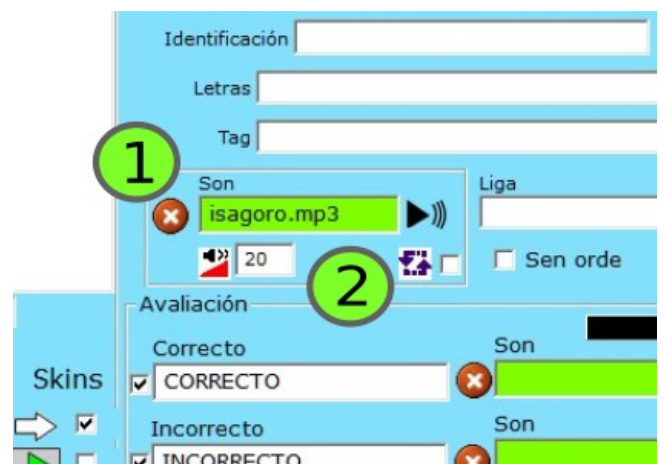 Identificación
Letras
Tag
1
Son
Liga
isagoro.mp3
20
2
Sen orde
Avaliación
Correcto
Son
Skins
CORRECTO
Incorrecto
Son
INCORRECTO